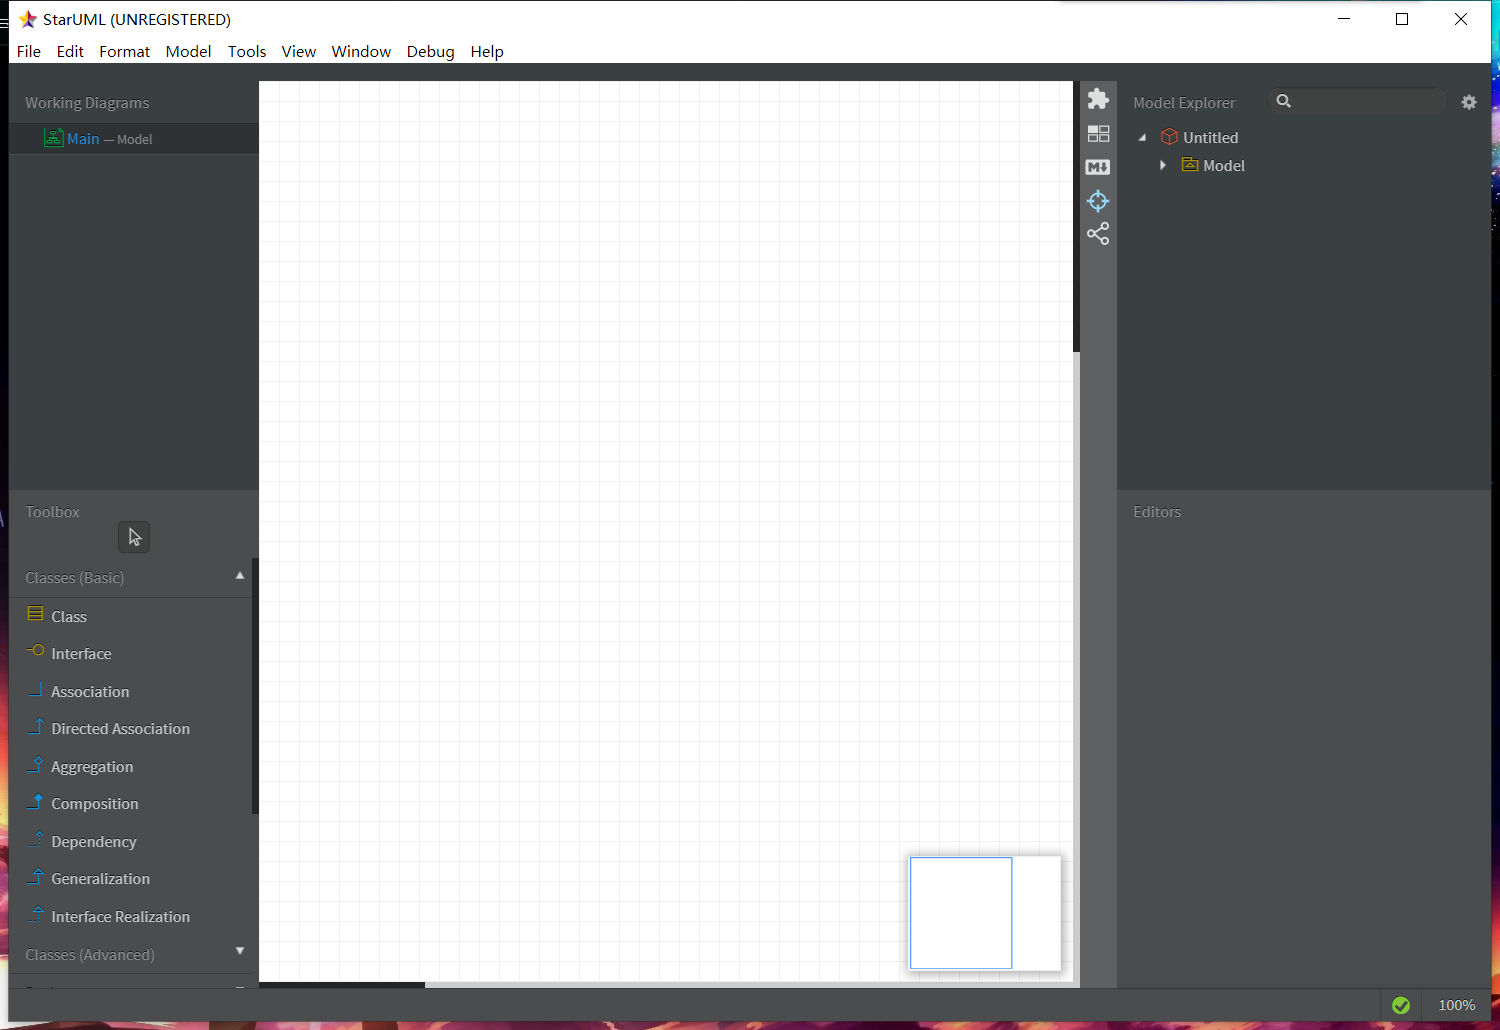 StarUML (UNREGISTERED)
File Edit Format Model Tools View Window Debug Help
Working Diagrams
Main — Model
Model Explorer
Untitled
Model
Toolbox
Classes (Basic)
Class
Interface
Association
Directed Association
Aggregation
Composition
Dependency
Generalization
Interface Realization
Classes (Advanced)
Editors
100%